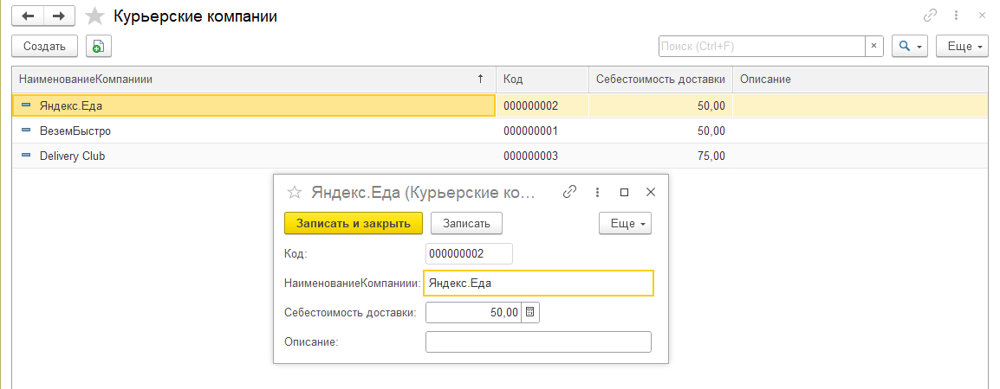 Курьерские компании
Создать Поиск (Ctrl+F) × Еще
НаименованиеКомпаниии ↑ Код Себестоимость доставки Описание
Яндекс.Еда 000000002 50,00
ВеземБыстро 000000001 50,00
Delivery Club 000000003 75,00
Яндекс.Еда (Курьерские ко...
Записать и закрыть Записать Еще
Код: 000000002
НаименованиеКомпаниии: Яндекс.Еда
Себестоимость доставки: 50,00
Описание: